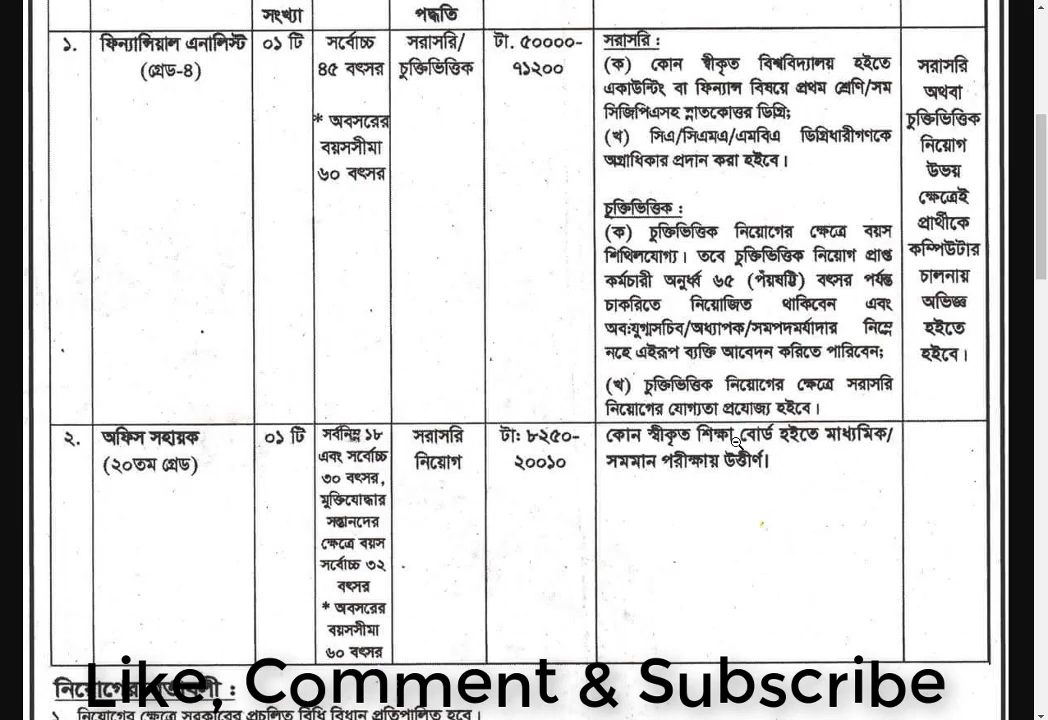 সংখ্যা
পদ্ধতি
১.
ফিন্যান্সিয়াল এনালিস্ট
(গ্রেড-৪)
০১ টি
সর্বোচ্চ
৪৫ বৎসর
* অবসরের
বয়সসীমা
৬০ বৎসর
সরাসরি/
চুক্তিভিত্তিক
টা. ৫০০০০-
৭১২০০
সরাসরি :
(ক) কোন স্বীকৃত বিশ্ববিদ্যালয় হইতে
একাউন্টিং বা ফিন্যান্স বিষয়ে প্রথম শ্রেণি/সম
সিজিপিএসহ স্নাতকোত্তর ডিগ্রি;
(খ) সিএ/সিএমএ/এমবিএ ডিগ্রিধারীগণকে
অগ্রাধিকার প্রদান করা হইবে।
চুক্তিভিত্তিক :
(ক) চুক্তিভিত্তিক নিয়োগের ক্ষেত্রে বয়স
শিথিলযোগ্য। তবে চুক্তিভিত্তিক নিয়োগ প্রাপ্ত
কর্মচারী অনুর্ধ্ব ৬৫ (পঁয়ষট্টি) বৎসর পর্যন্ত
চাকরিতে নিয়োজিত থাকিবেন এবং
অবঃযুগ্মসচিব/অধ্যাপক/সমপদমর্যাদার নিম্নে
নহে এইরূপ ব্যক্তি আবেদন করিতে পারিবেন;
(খ) চুক্তিভিত্তিক নিয়োগের ক্ষেত্রে সরাসরি
নিয়োগের যোগ্যতা প্রযোজ্য হইবে।
সরাসরি
অথবা
চুক্তিভিত্তিক
নিয়োগ
উভয়
ক্ষেত্রেই
প্রার্থীকে
কম্পিউটার
চালনায়
অভিজ্ঞ
হইতে
হইবে।
২.
অফিস সহায়ক
(২০তম গ্রেড)
০১ টি
সর্বনিম্ন ১৮
এবং সর্বোচ্চ
৩০ বৎসর,
মুক্তিযোদ্ধার
সন্তানদের
ক্ষেত্রে বয়স
সর্বোচ্চ ৩২
বৎসর
* অবসরের
বয়সসীমা
৬০ বৎসর
সরাসরি
নিয়োগ
টা: ৮২৫০-
২০০১০
কোন স্বীকৃত শিক্ষা বোর্ড হইতে মাধ্যমিক/
সমমান পরীক্ষায় উত্তীর্ণ।
Like, Comment & Subscribe
নিয়োগের :
১. নিয়োগের ক্ষেত্রে সরকারের প্রচলিত বিধি বিধান প্রতিপালিত হবে।